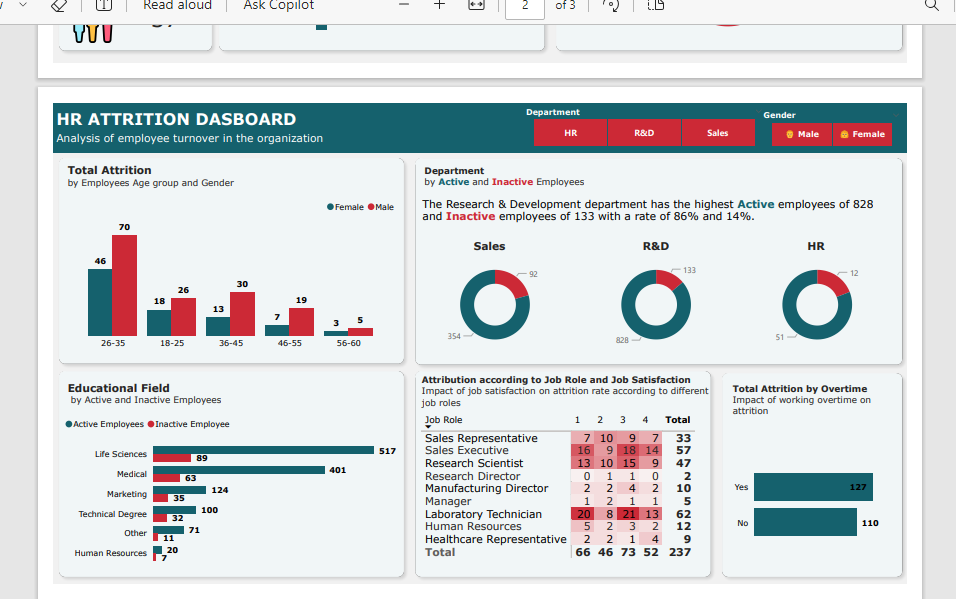 Read aloud
Ask Copilot
2
of 3
HR ATTRITION DASBOARD
Analysis of employee turnover in the organization
Department
HR
R&D
Sales
Gender
Male
Female
Total Attrition
by Employees Age group and Gender
Female Male
46
70
18
26
13
30
7
19
3
5
26-35
18-25
36-45
46-55
56-60
Department
by Active and Inactive Employees
The Research & Development department has the highest Active employees of 828
and Inactive employees of 133 with a rate of 86% and 14%.
Sales
R&D
HR
92
354
133
828
12
51
Educational Field
by Active and Inactive Employees
Active Employees Inactive Employee
Life Sciences 517
89
Medical 401
63
Marketing 124
35
Technical Degree 100
32
Other 71
11
Human Resources 20
7
Attribution according to Job Role and Job Satisfaction
Impact of job satisfaction on attrition rate according to different
job roles
Job Role 1 2 3 4 Total
Sales Representative 7 10 9 7 33
Sales Executive 16 9 18 14 57
Research Scientist 13 10 15 9 47
Research Director 0 1 1 0 2
Manufacturing Director 2 2 4 2 10
Manager 1 2 1 1 5
Laboratory Technician 20 8 21 13 62
Human Resources 5 2 3 2 12
Healthcare Representative 2 2 1 4 9
Total 66 46 73 52 237
Total Attrition by Overtime
Impact of working overtime on
attrition
Yes 127
No 110